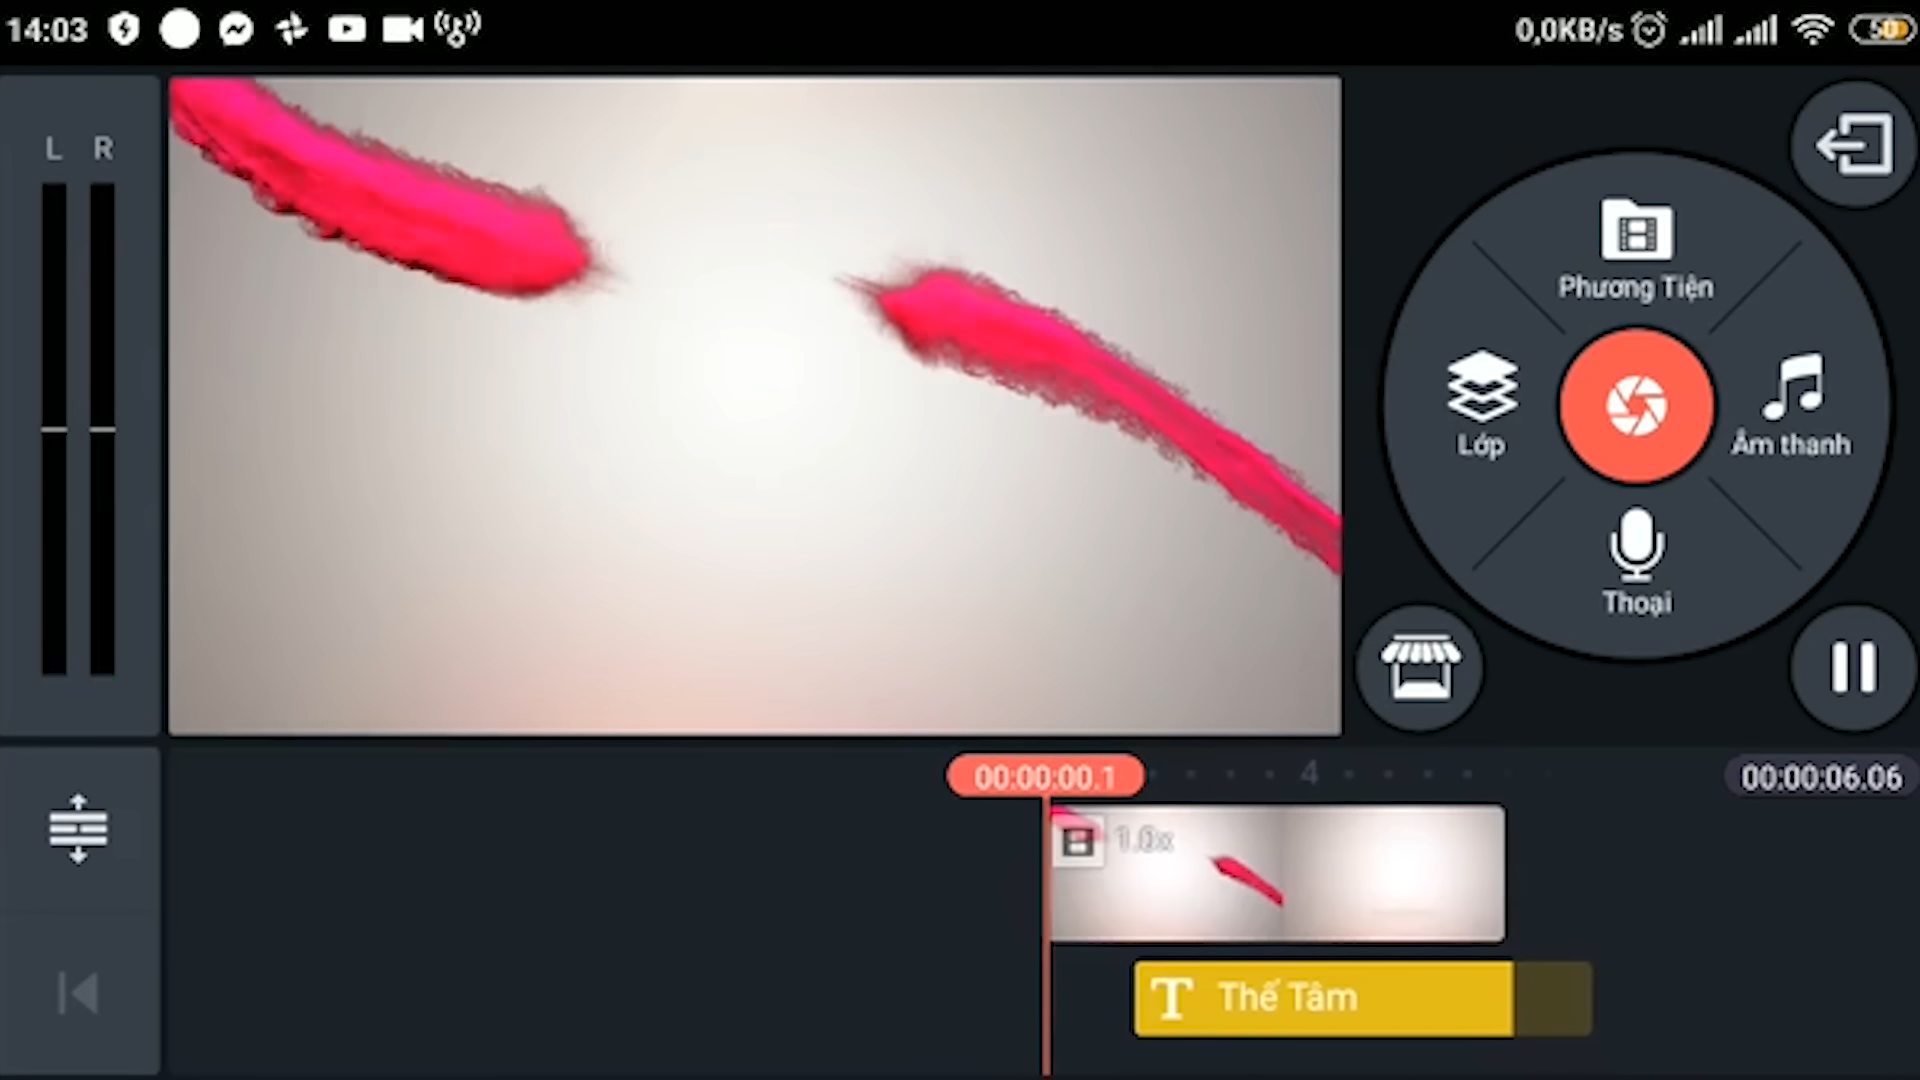 14:03
0,0KB/s
50
L R
Phương Tiện
Lớp
Âm thanh
Thoại
00:00:00.1
4
00:00:06.06
1.0x
T Thế Tâm